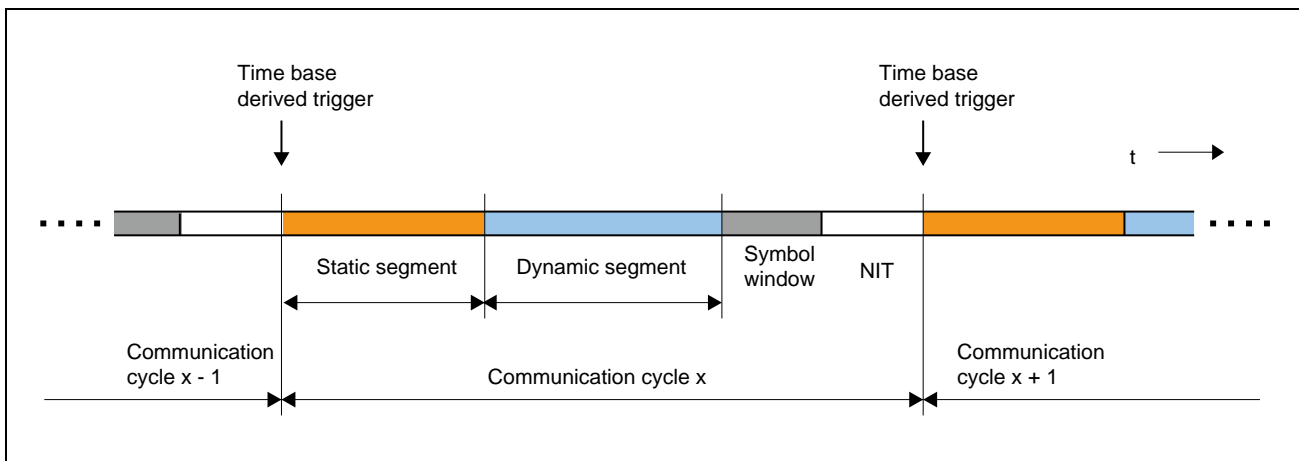 Time base
derived trigger
Time base
derived trigger
t
Static segment
Dynamic segment
Symbol
window
NIT
Communication
cycle x - 1
Communication cycle x
Communication
cycle x + 1